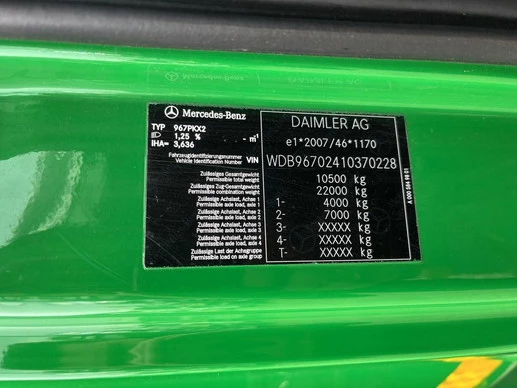 Mercedes-Benz
DAIMLER AG
TYP 967PKX2
1,25 % - m¹
IHA= 3,636
e1*2007/46*1170
Fahrzeugidentifizierungsnummer
Vehicle Identification Number VIN
WDB96702410370228
Zulässiges Gesamtgewicht
Permissible total weight 10500 kg
Zulässiges Zug-Gesamtgewicht
Permissible combination weight 22000 kg
Zulässige Achslast, Achse 1
Permissible axle load, axle 1 1- 4000 kg
Zulässige Achslast, Achse 2
Permissible axle load, axle 2 2- 7000 kg
Zulässige Achslast, Achse 3
Permissible axle load, axle 3 3- XXXXX kg
Zulässige Achslast, Achse 4
Permissible axle load, axle 4 4- XXXXX kg
Zulässige Last der Achsgruppe
Permissible load on axle group T- XXXXX kg